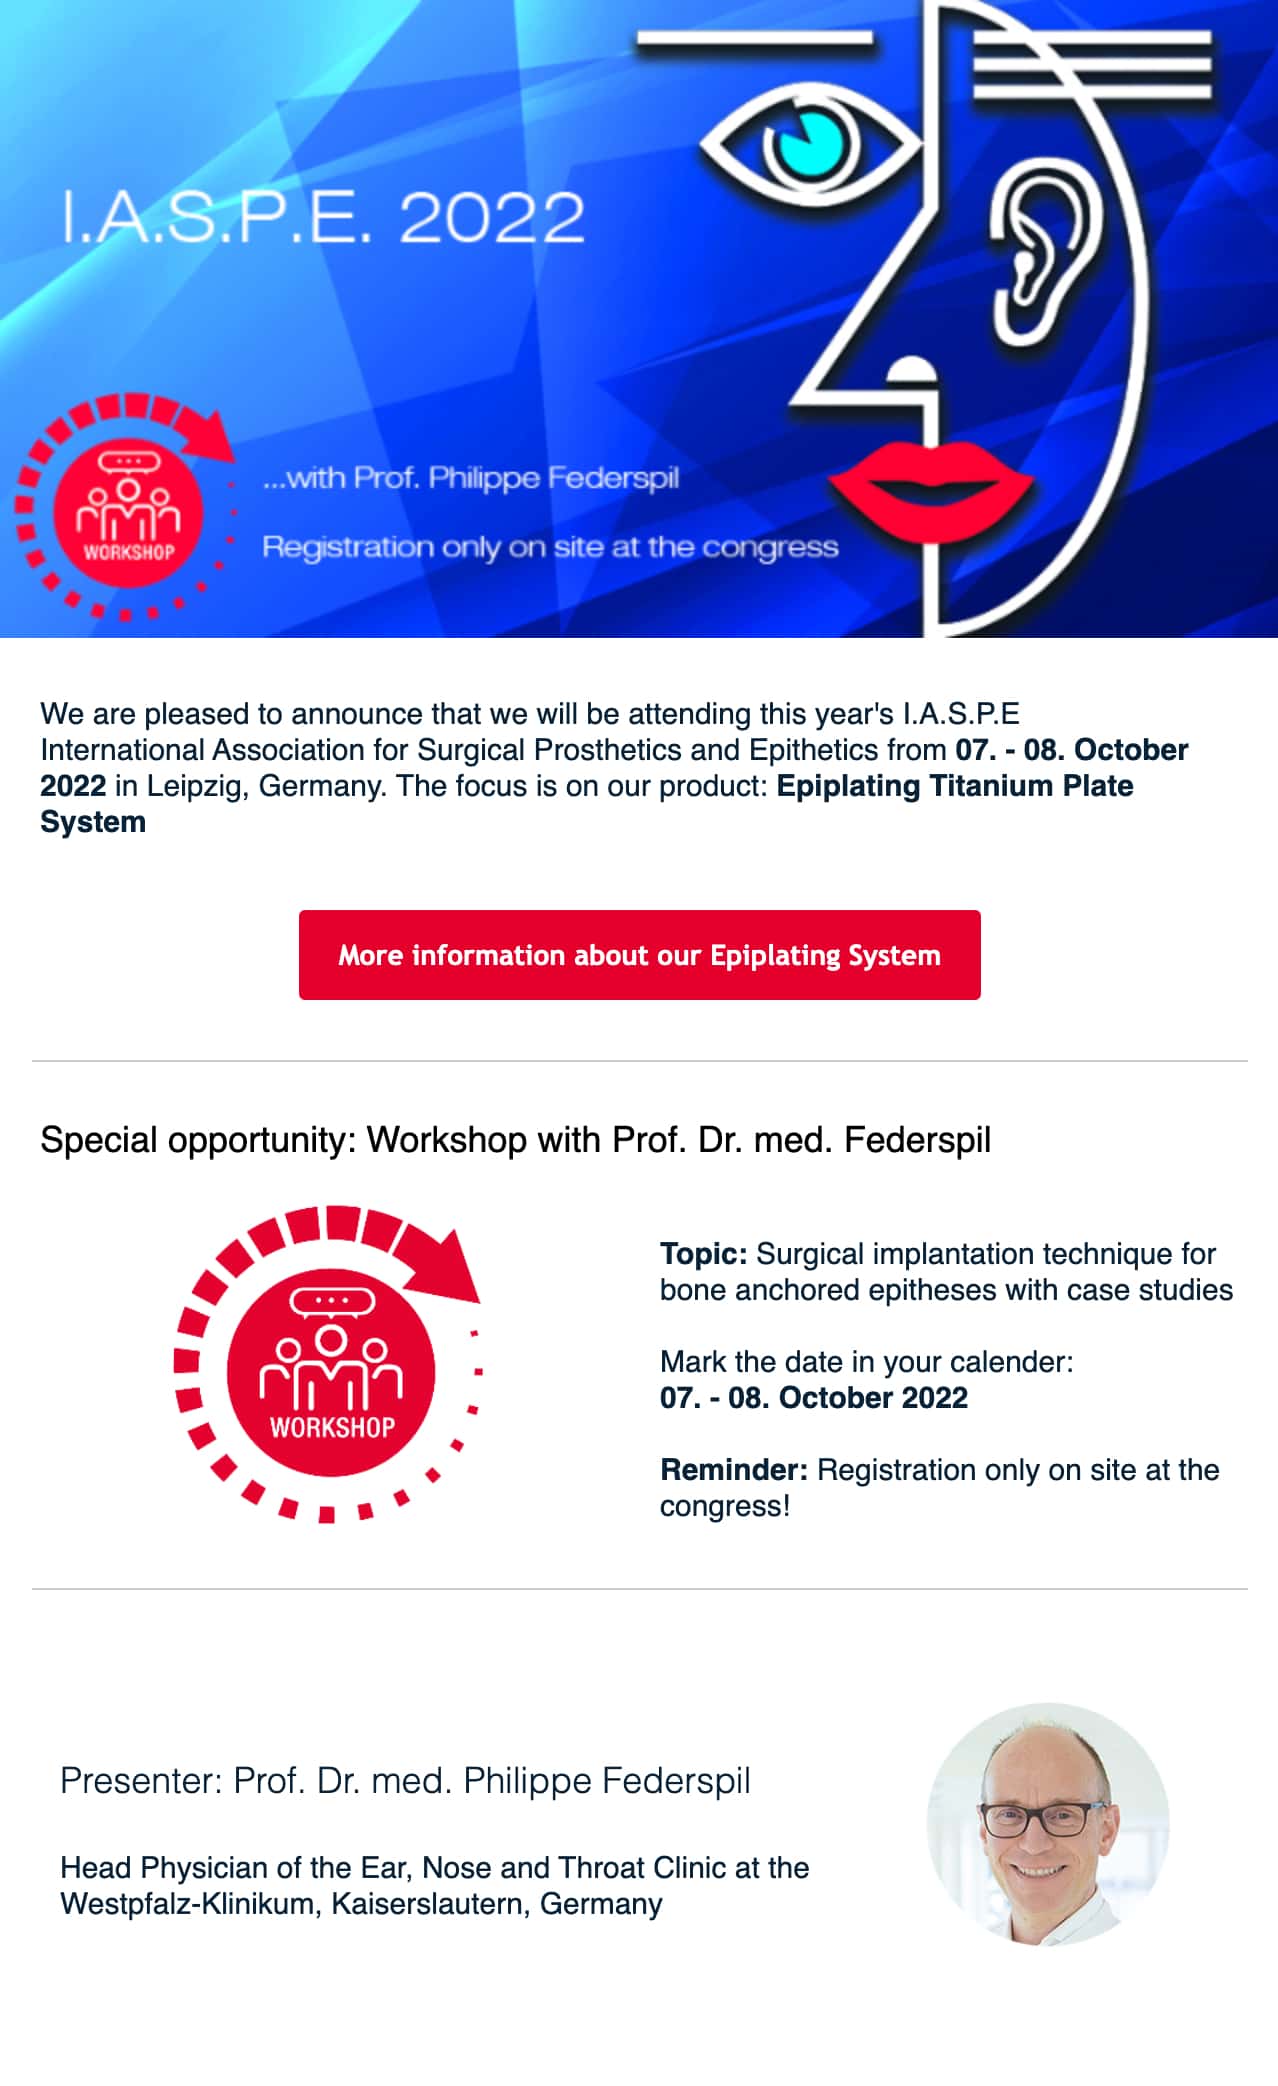 I.A.S.P.E. 2022
...with Prof. Philippe Federspil
WORKSHOP
Registration only on site at the congress
We are pleased to announce that we will be attending this year's I.A.S.P.E
International Association for Surgical Prosthetics and Epithetics from 07. - 08. October
2022 in Leipzig, Germany. The focus is on our product: Epiplating Titanium Plate
System
More information about our Epiplating System
Special opportunity: Workshop with Prof. Dr. med. Federspil
WORKSHOP
Topic: Surgical implantation technique for
bone anchored epitheses with case studies
Mark the date in your calender:
07. - 08. October 2022
Reminder: Registration only on site at the
congress!
Presenter: Prof. Dr. med. Philippe Federspil
Head Physician of the Ear, Nose and Throat Clinic at the
Westpfalz-Klinikum, Kaiserslautern, Germany